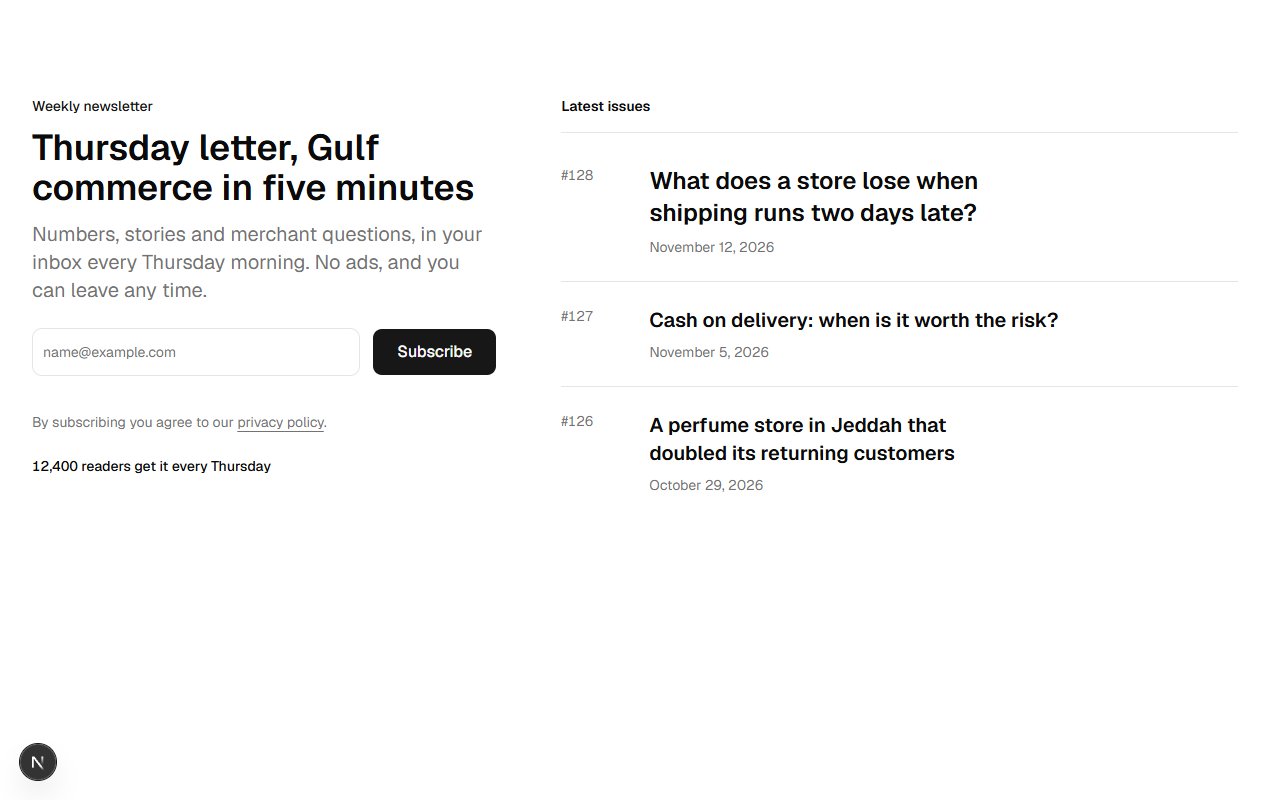 Weekly newsletter
Thursday letter, Gulf
commerce in five minutes
Numbers, stories and merchant questions, in your
inbox every Thursday morning. No ads, and you
can leave any time.
name@example.com
Subscribe
By subscribing you agree to our privacy policy.
12,400 readers get it every Thursday
Latest issues
#128
What does a store lose when
shipping runs two days late?
November 12, 2026
#127
Cash on delivery: when is it worth the risk?
November 5, 2026
#126
A perfume store in Jeddah that
doubled its returning customers
October 29, 2026
N